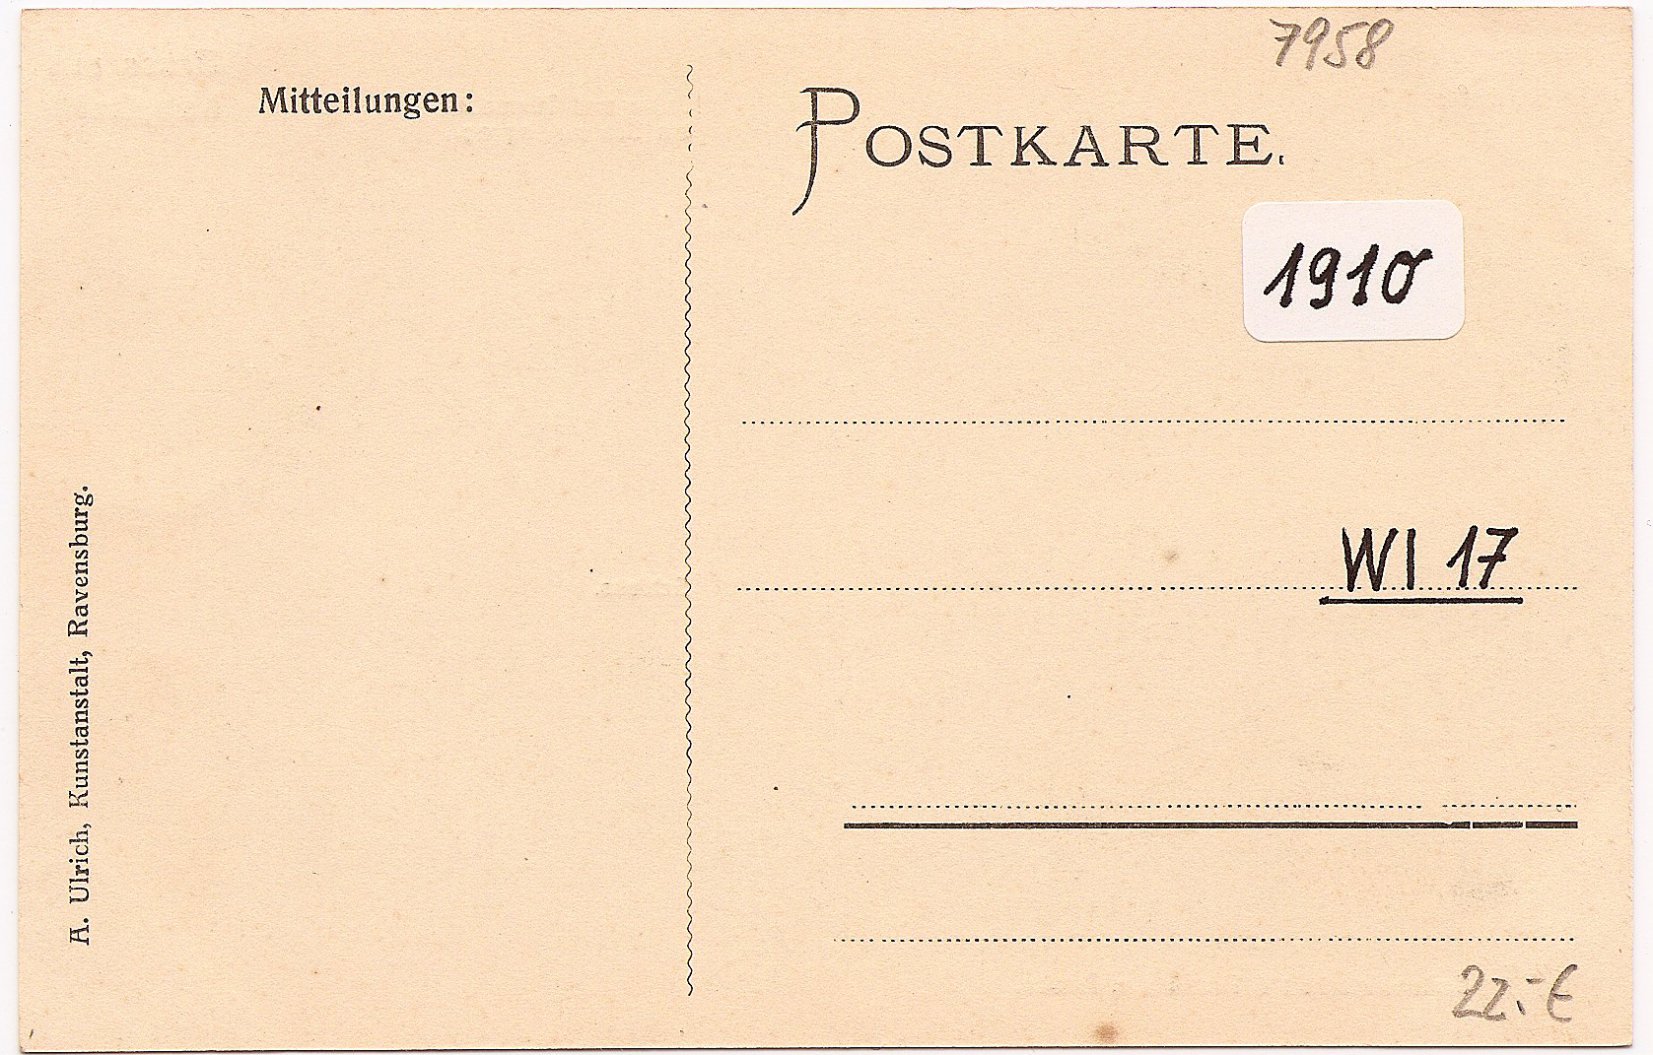 7958
Mitteilungen:
POSTKARTE.
1910
WI 17
A. Ulrich, Kunstanstalt, Ravensburg.
22.-€